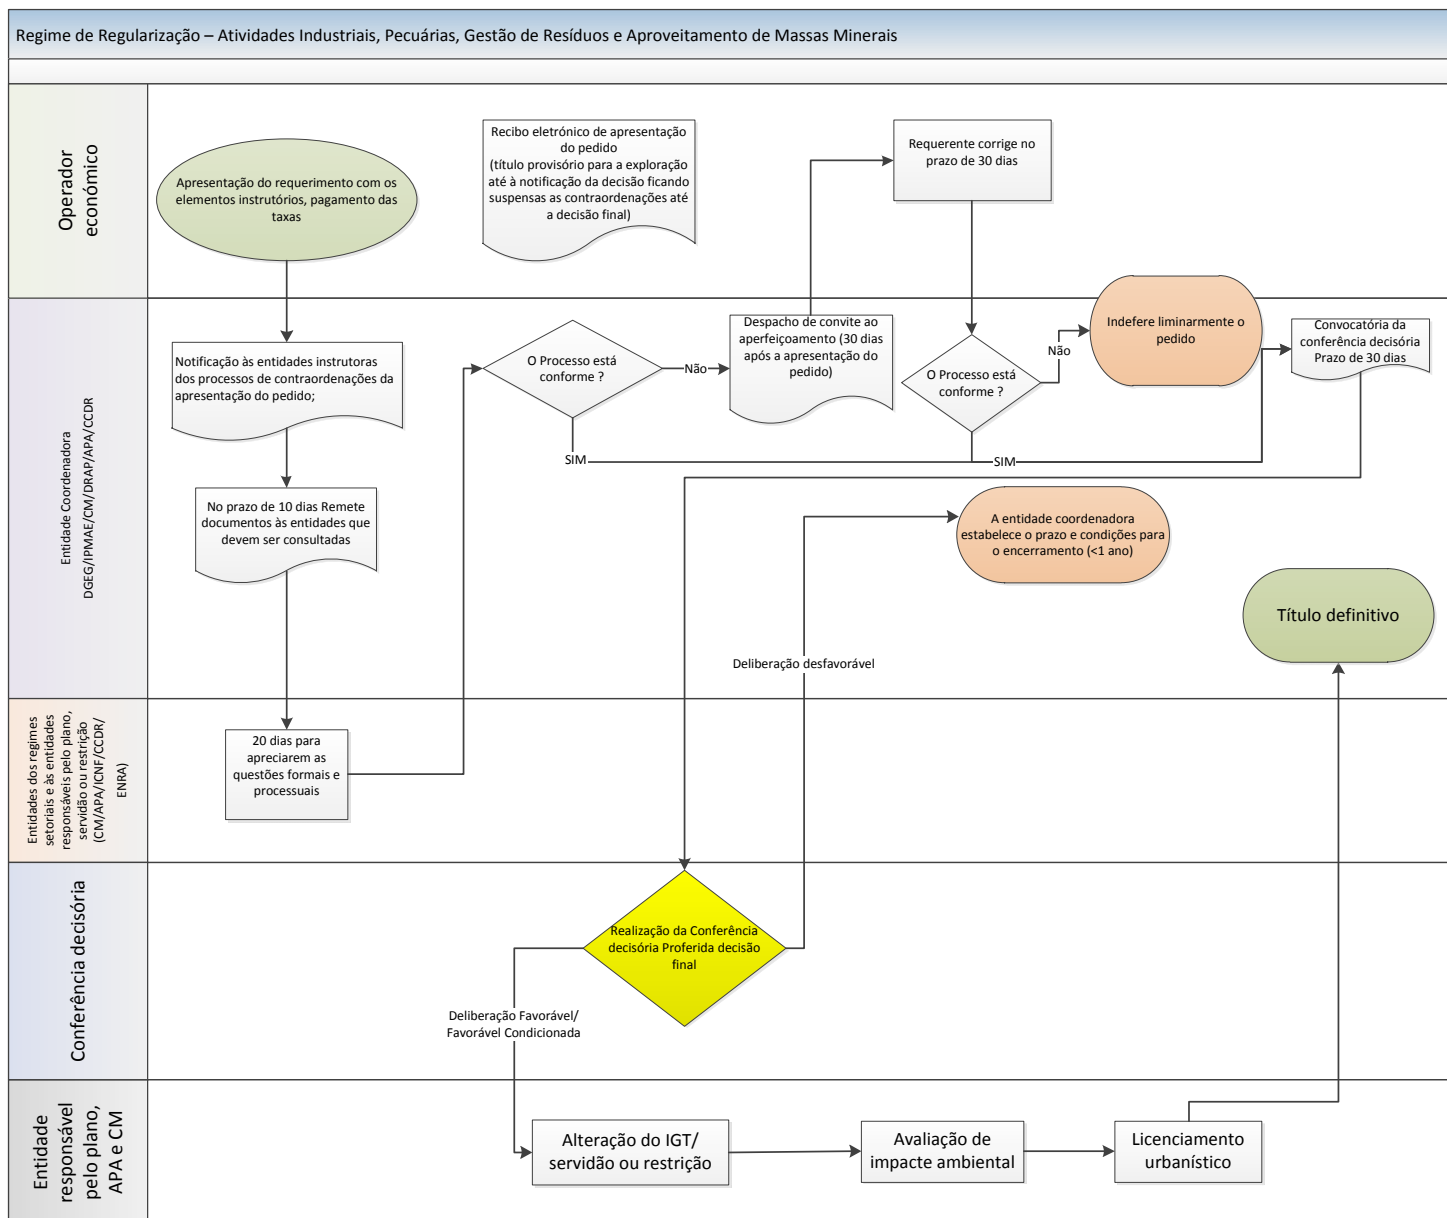 Regime de Regularização – Atividades Industriais, Pecuárias, Gestão de Resíduos e Aproveitamento de Massas Minerais
Operador
económico
Apresentação do requerimento com os
elementos instrutórios, pagamento das
taxas
Recibo eletrónico de apresentação
do pedido
(título provisório para a exploração
até à notificação da decisão ficando
suspensas as contraordenações até
a decisão final)
Requerente corrige no
prazo de 30 dias
Entidade Coordenadora
DGEG/IPMAE/CM/DRAP/APA/CCDR
Notificação às entidades instrutoras
dos processos de contraordenações da
apresentação do pedido;
No prazo de 10 dias Remete
documentos às entidades que
devem ser consultadas
O Processo está
conforme ?
Não
SIM
Despacho de convite ao
aperfeiçoamento (30 dias
após a apresentação do
pedido)
O Processo está
conforme ?
Não
SIM
Indefere liminarmente o
pedido
Convocatória da
conferência decisória
Prazo de 30 dias
A entidade coordenadora
estabelece o prazo e condições para
o encerramento (<1 ano)
Título definitivo
Deliberação desfavorável
Entidades dos regimes
setoriais e às entidades
responsáveis pelo plano,
servidão ou restrição
(CM/APA/ICNF/CCDR/
ENRA)
20 dias para
apreciarem as
questões formais e
processuais
Conferência decisória
Realização da Conferência
decisória Proferida decisão
final
Deliberação Favorável/
Favorável Condicionada
Entidade
responsável
pelo plano,
APA e CM
Alteração do IGT/
servidão ou restrição
Avaliação de
impacte ambiental
Licenciamento
urbanístico